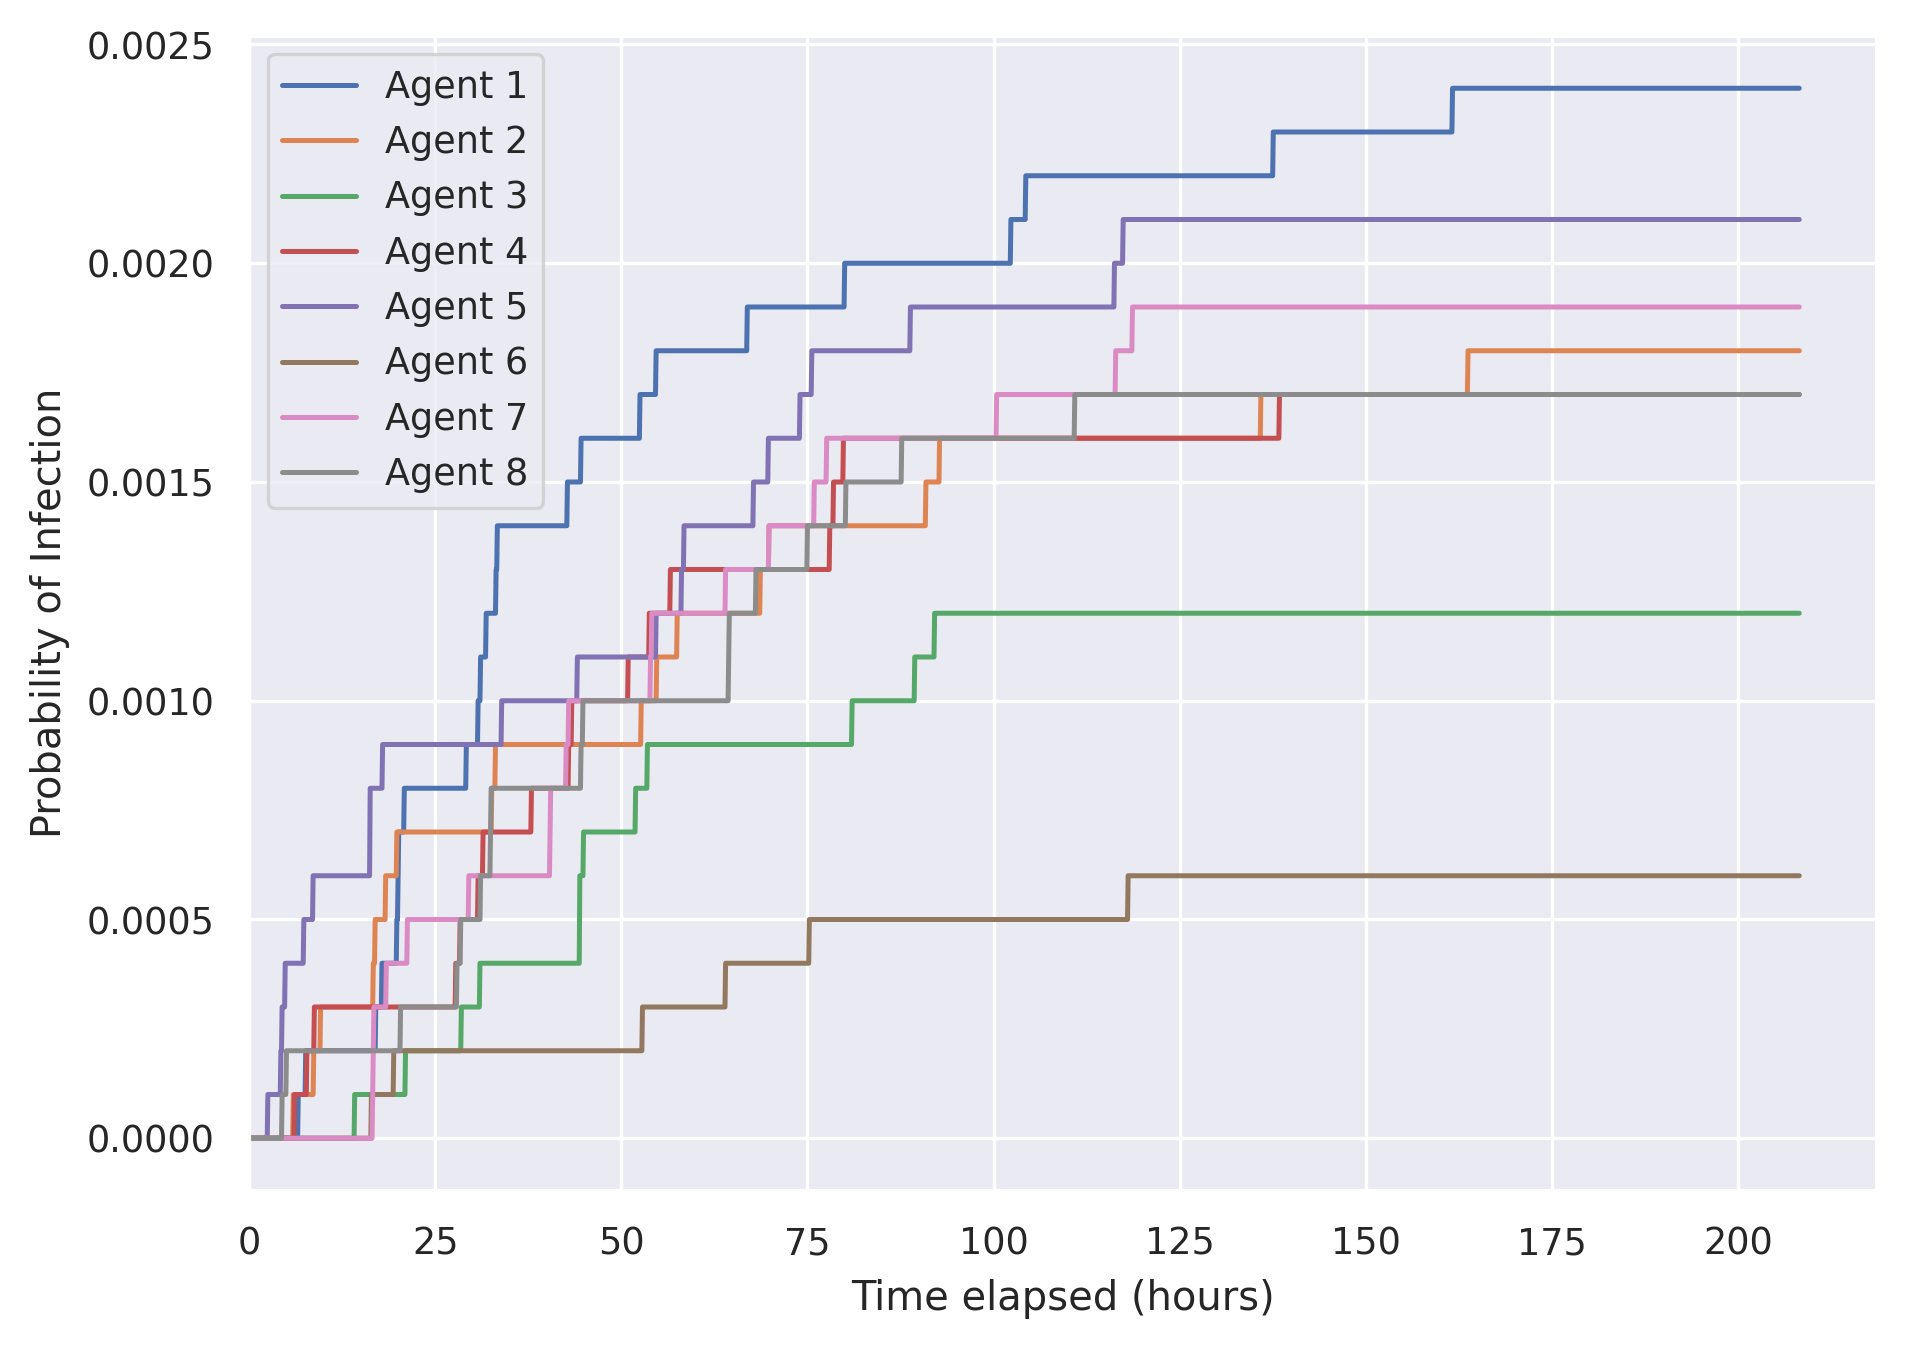 0.0025
0.0020
0.0015
0.0010
0.0005
0.0000
Probability of Infection
Agent 1
Agent 2
Agent 3
Agent 4
Agent 5
Agent 6
Agent 7
Agent 8
0 25 50 75 100 125 150 175 200
Time elapsed (hours)